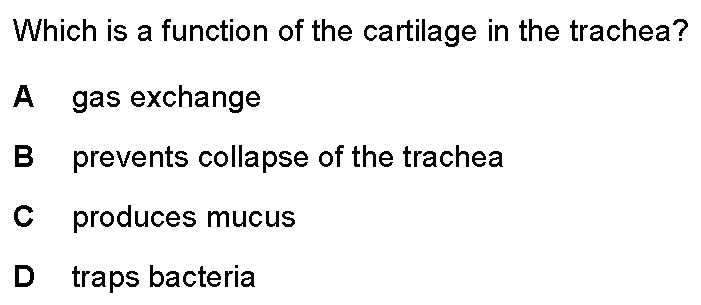 Which is a function of the cartilage in the trachea?
A gas exchange
B prevents collapse of the trachea
C produces mucus
D traps bacteria